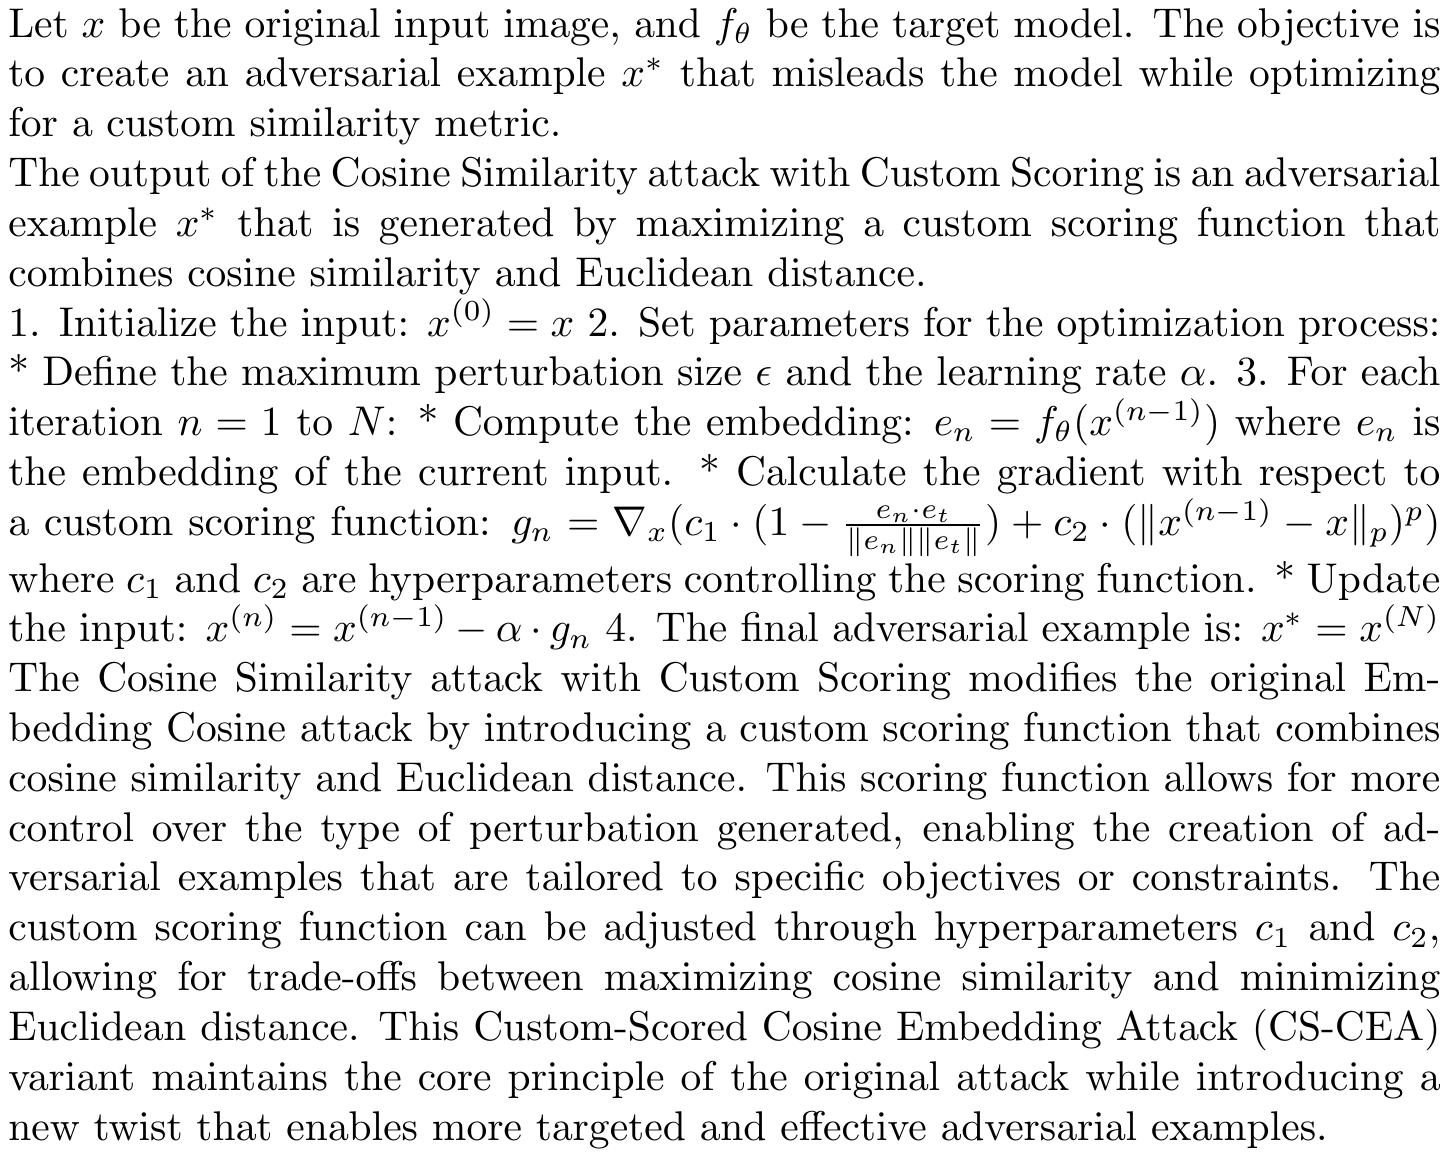 Let $x$ be the original input image, and $f_\theta$ be the target model. The objective is
to create an adversarial example $x^*$ that misleads the model while optimizing
for a custom similarity metric.
The output of the Cosine Similarity attack with Custom Scoring is an adversarial
example $x^*$ that is generated by maximizing a custom scoring function that
combines cosine similarity and Euclidean distance.
1. Initialize the input: $x^{(0)} = x$ 2. Set parameters for the optimization process:
* Define the maximum perturbation size $\epsilon$ and the learning rate $\alpha$. 3. For each
iteration $n = 1$ to $N$: * Compute the embedding: $e_n = f_\theta(x^{(n-1)})$ where $e_n$ is
the embedding of the current input. * Calculate the gradient with respect to
a custom scoring function: $g_n = \nabla_x(c_1 \cdot (1 - \frac{e_n \cdot e_t}{\|e_n\|\|e_t\|}) + c_2 \cdot (\|x^{(n-1)} - x\|_p)^p)$
where $c_1$ and $c_2$ are hyperparameters controlling the scoring function. * Update
the input: $x^{(n)} = x^{(n-1)} - \alpha \cdot g_n$ 4. The final adversarial example is: $x^* = x^{(N)}$
The Cosine Similarity attack with Custom Scoring modifies the original Em-
bedding Cosine attack by introducing a custom scoring function that combines
cosine similarity and Euclidean distance. This scoring function allows for more
control over the type of perturbation generated, enabling the creation of ad-
versarial examples that are tailored to specific objectives or constraints. The
custom scoring function can be adjusted through hyperparameters $c_1$ and $c_2$,
allowing for trade-offs between maximizing cosine similarity and minimizing
Euclidean distance. This Custom-Scored Cosine Embedding Attack (CS-CEA)
variant maintains the core principle of the original attack while introducing a
new twist that enables more targeted and effective adversarial examples.